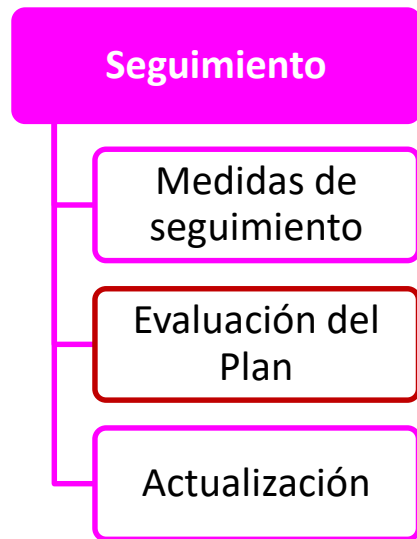 Seguimiento
Medidas de
seguimiento
Evaluación del
Plan
Actualización